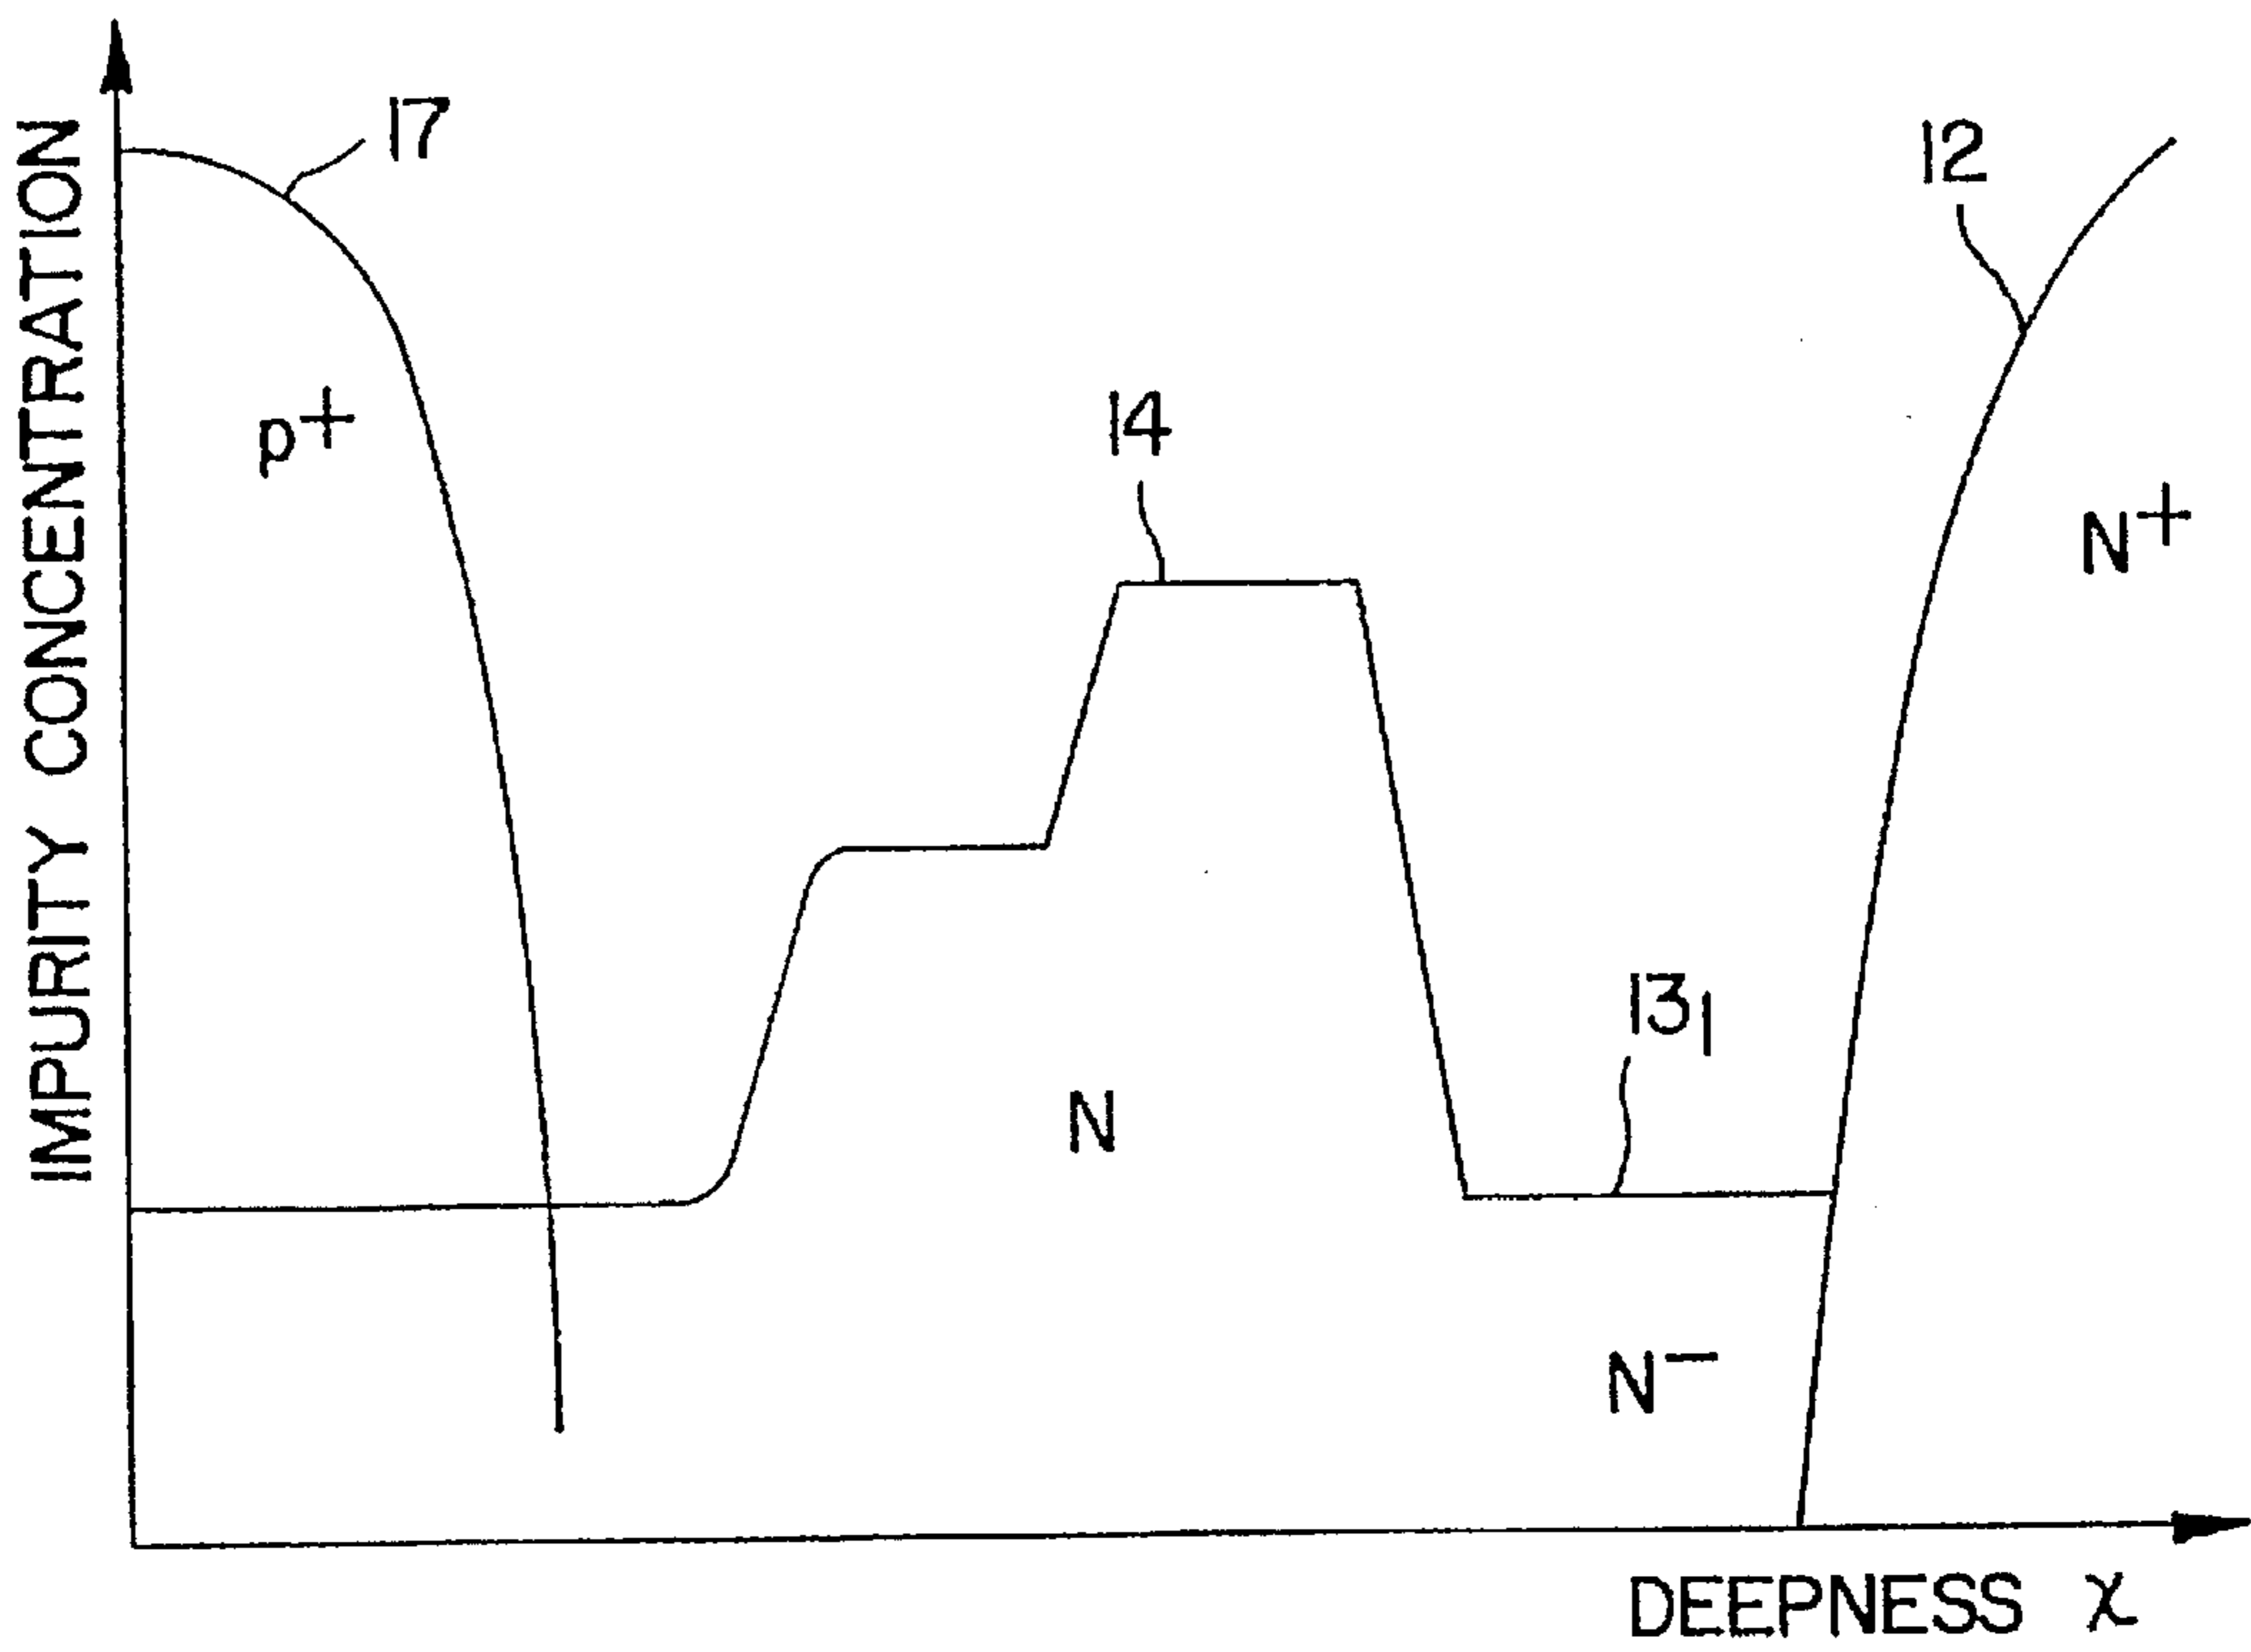 IMPURITY CONCENTRATION
17
12
p+
14
N+
13₁
N
N−
DEEPNESS χ